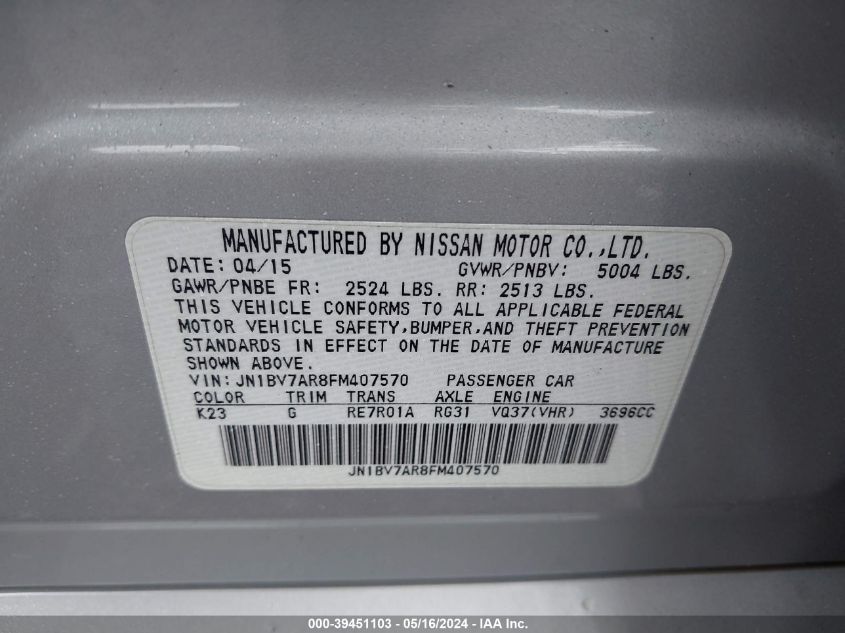 MANUFACTURED BY NISSAN MOTOR CO.,LTD.
DATE: 04/15 GVWR/PNBV: 5004 LBS.
GAWR/PNBE FR: 2524 LBS. RR: 2513 LBS.
THIS VEHICLE CONFORMS TO ALL APPLICABLE FEDERAL
MOTOR VEHICLE SAFETY,BUMPER,AND THEFT PREVENTION
STANDARDS IN EFFECT ON THE DATE OF MANUFACTURE
SHOWN ABOVE.
VIN: JN1BV7AR8FM407570 PASSENGER CAR
COLOR TRIM TRANS AXLE ENGINE
K23 G RE7R01A RG31 VQ37(VHR) 3696CC
JN1BV7AR8FM407570
000-39451103 - 05/16/2024 - IAA, Inc.